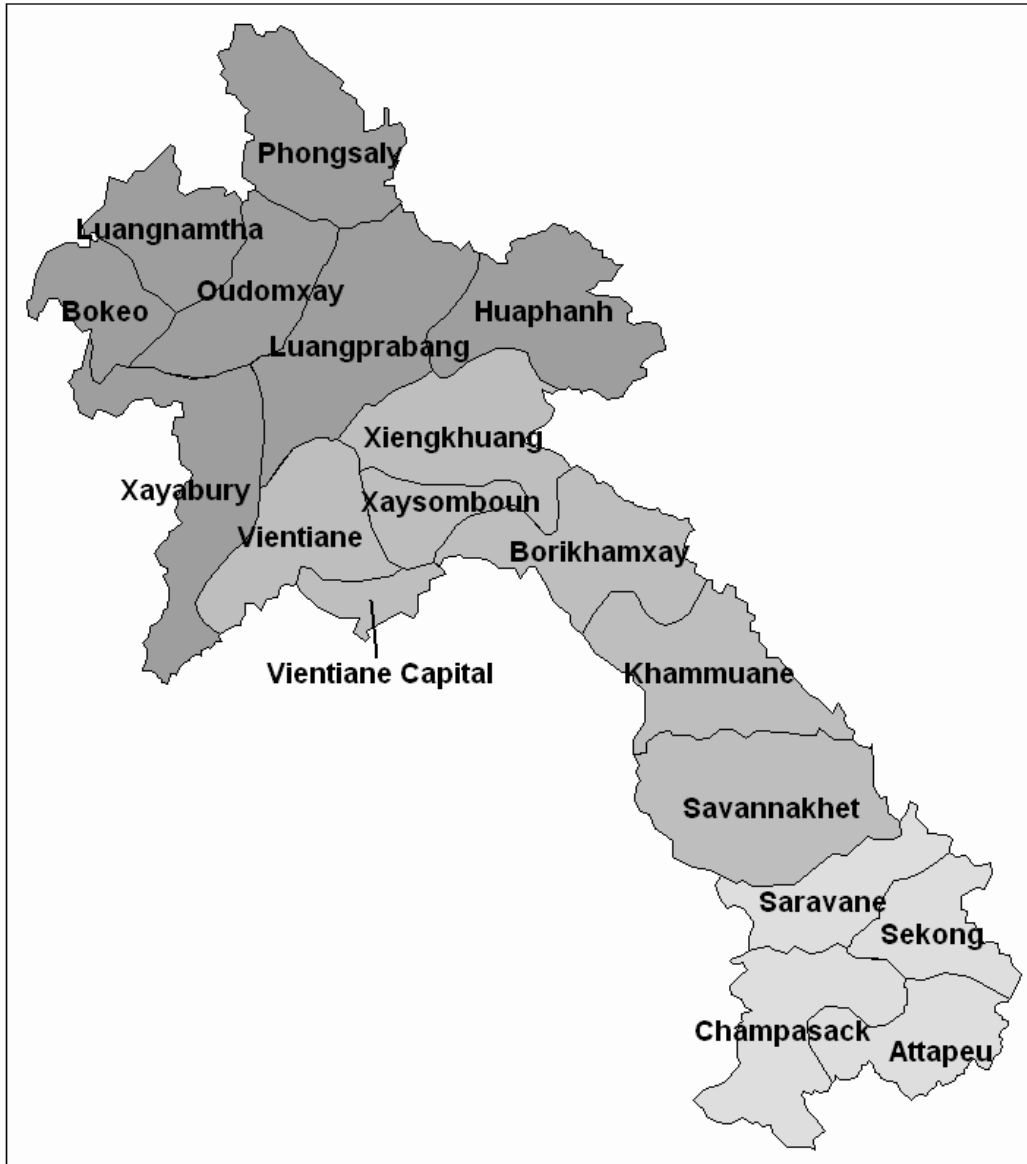 Phongsaly
Luangnamtha
Oudomxay
Bokeo
Huaphanh
Luangprabang
Xiengkhuang
Xayabury
Xaysomboun
Vientiane
Borikhamxay
Vientiane Capital
Khammuane
Savannakhet
Saravane
Sekong
Champasack
Attapeu